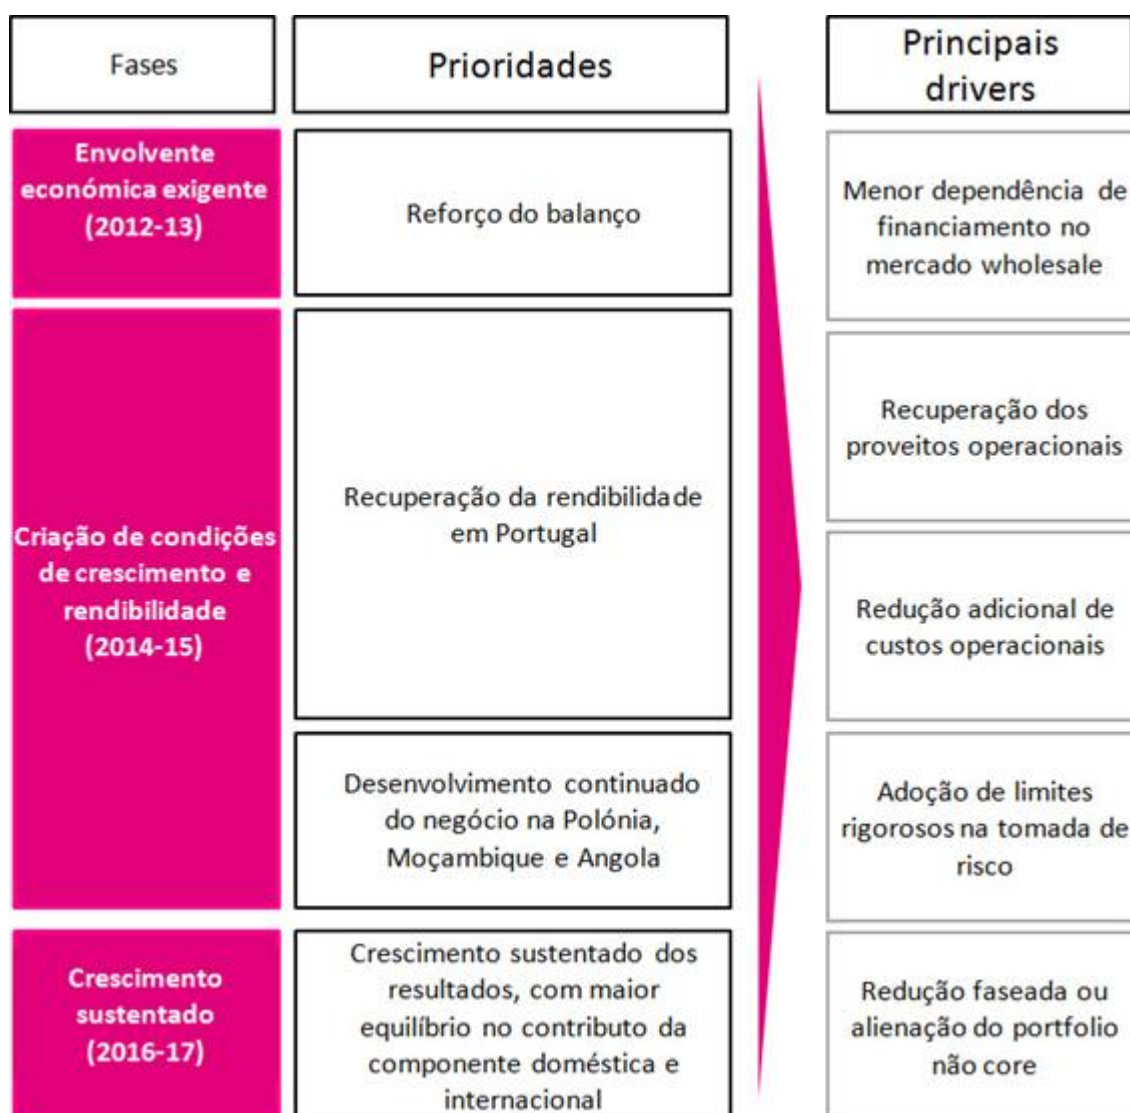 Fases
Prioridades
Principais
drivers
Envolvente
económica exigente
(2012-13)
Reforço do balanço
Menor dependência de
financiamento no
mercado wholesale
Criação de condições
de crescimento e
rendibilidade
(2014-15)
Recuperação da rendibilidade
em Portugal
Desenvolvimento continuado
do negócio na Polónia,
Moçambique e Angola
Recuperação dos
proveitos operacionais
Redução adicional de
custos operacionais
Adoção de limites
rigorosos na tomada de
risco
Crescimento
sustentado
(2016-17)
Crescimento sustentado dos
resultados, com maior
equilíbrio no contributo da
componente doméstica e
internacional
Redução faseada ou
alienação do portfolio
não core